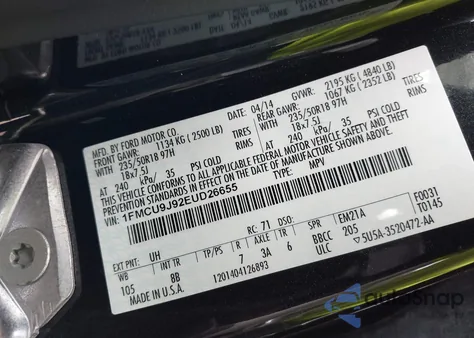 MFD. BY FORD MOTOR CO.
DATE: 04/14 GVWR: 2195 KG ( 4840 LB)
FRONT GAWR: 1134 KG ( 2500 LB) REAR GAWR: 1067 KG ( 2352 LB)
235/50R18 97H TIRES 235/50R18 97H TIRES
18x7.5J RIMS 18x7.5J RIMS
AT 240 kPa/ 35 PSI COLD AT 240 kPa/ 35 PSI COLD
THIS VEHICLE CONFORMS TO ALL APPLICABLE FEDERAL MOTOR VEHICLE SAFETY AND THEFT PREVENTION STANDARDS IN EFFECT ON THE DATE OF MANUFACTURE SHOWN ABOVE.
VIN: 1FMCU9J92EUD26655
TYPE: MPV
EXT PNT: UH RC: 71 DSO: F0031
WB TP/PS R AXLE TR SPR EM21A T0145
105 BB 7 3A 6 BBCC 205
MADE IN U.S.A. 1201404126893 ULC 5U5A-3520472-AA
autosnap